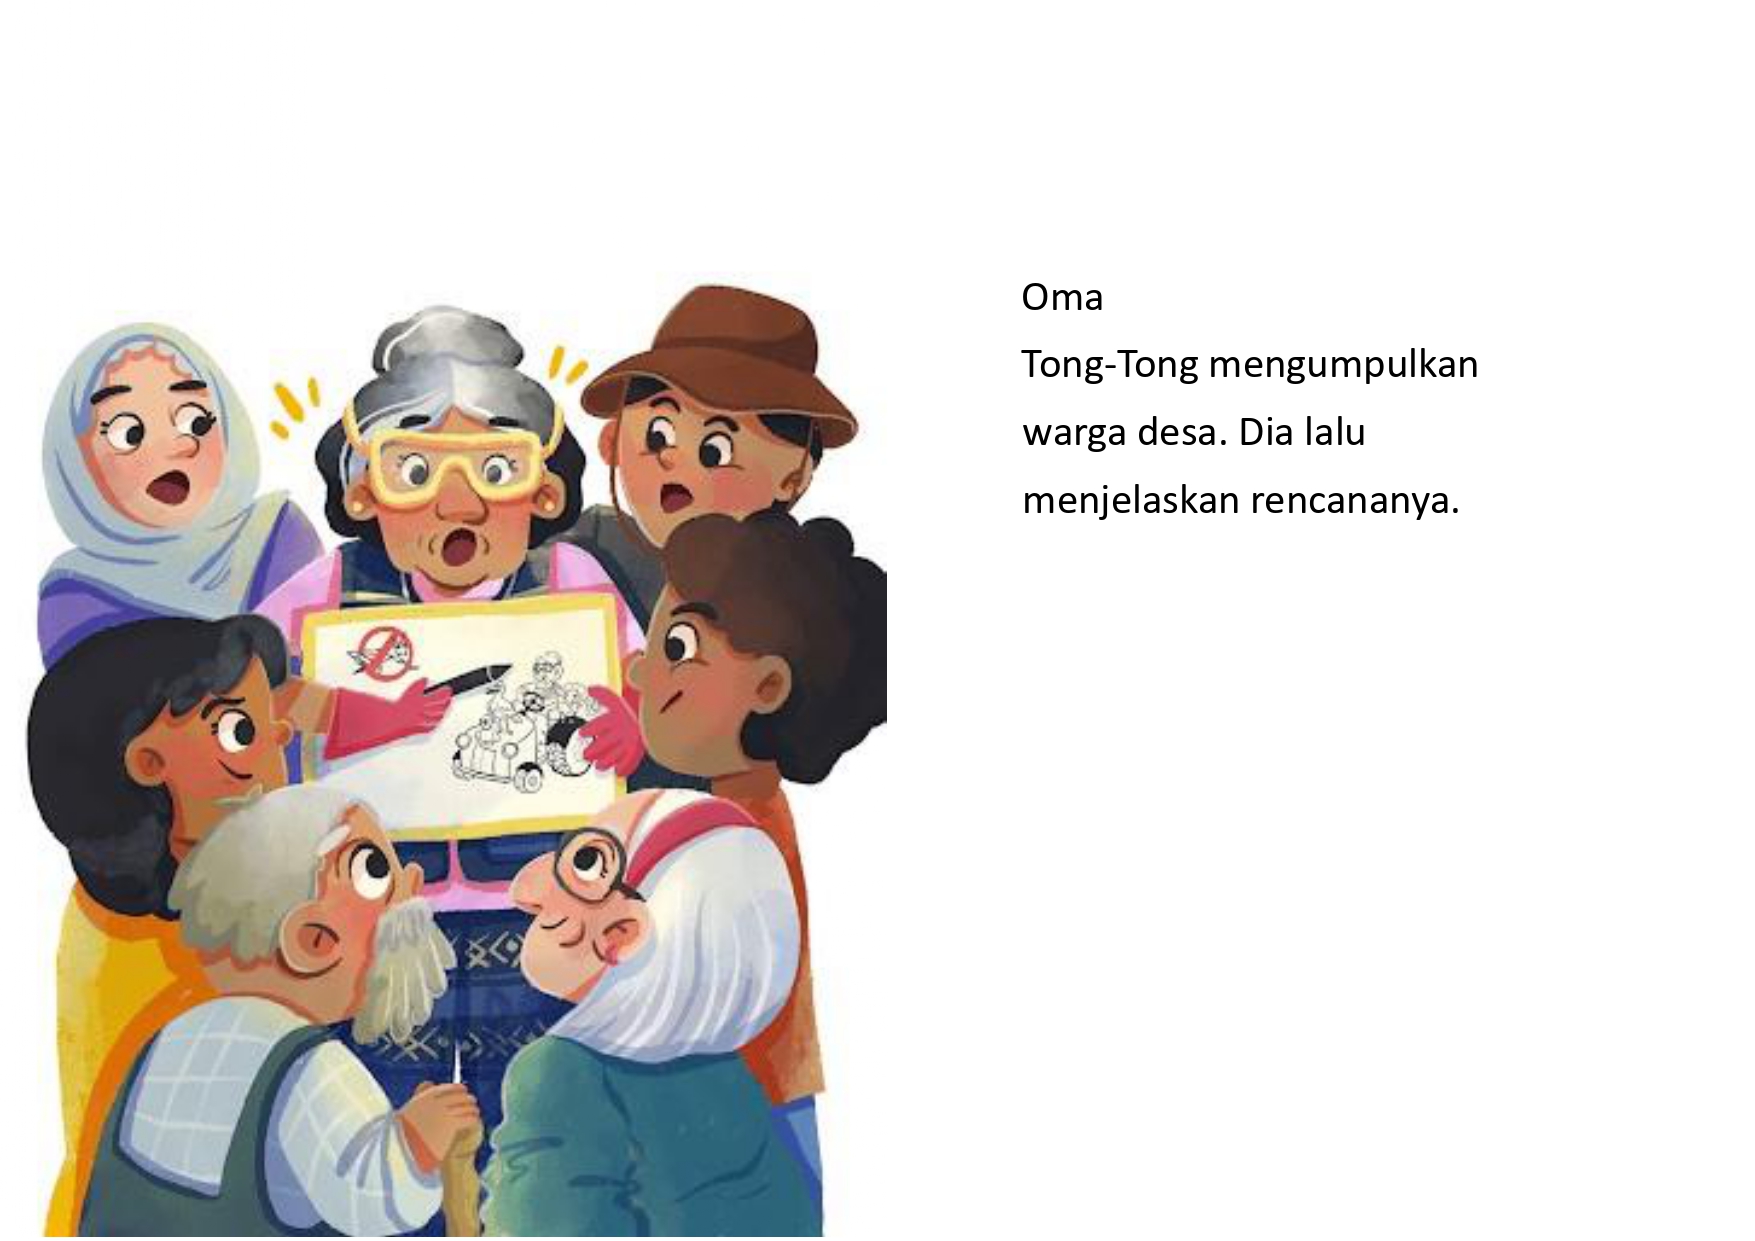 Oma
Tong-Tong mengumpulkan
warga desa. Dia lalu
menjelaskan rencananya.